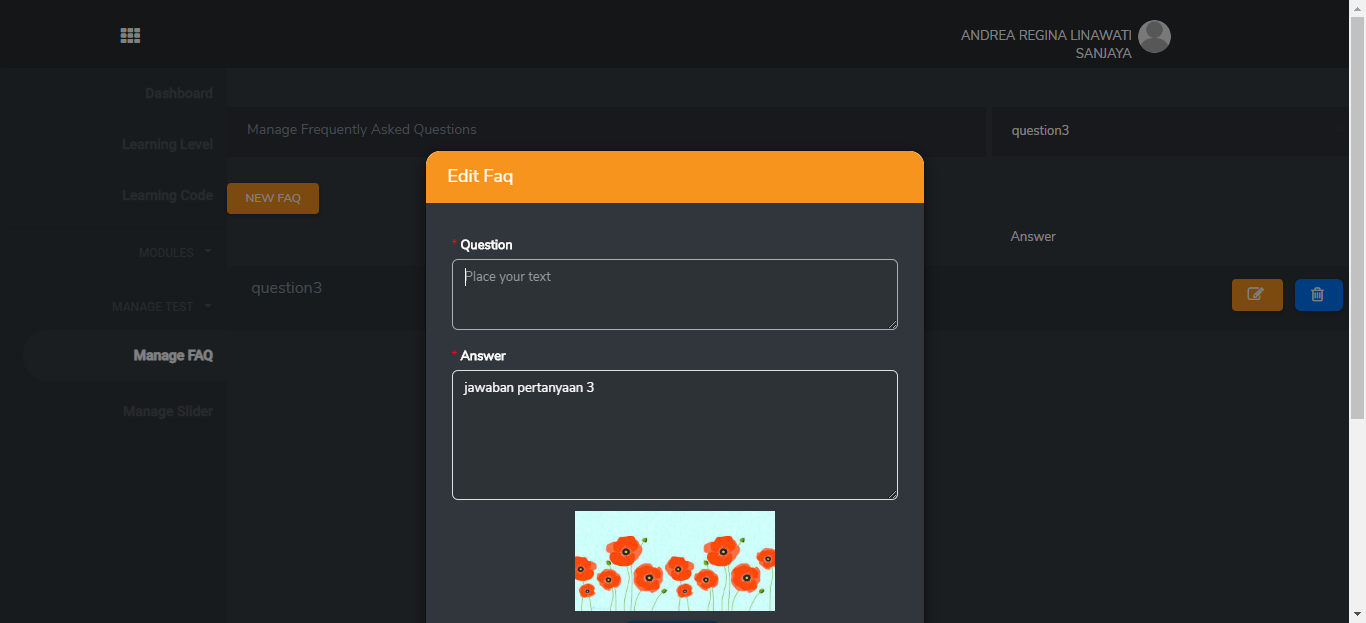 ANDREA REGINA LINAWATI
SANJAYA
Dashboard
Learning Level
Learning Code
MODULES
MANAGE TEST
Manage FAQ
Manage Slider
Manage Frequently Asked Questions
question3
NEW FAQ
Answer
question3
Edit Faq
* Question
Place your text
* Answer
jawaban pertanyaan 3